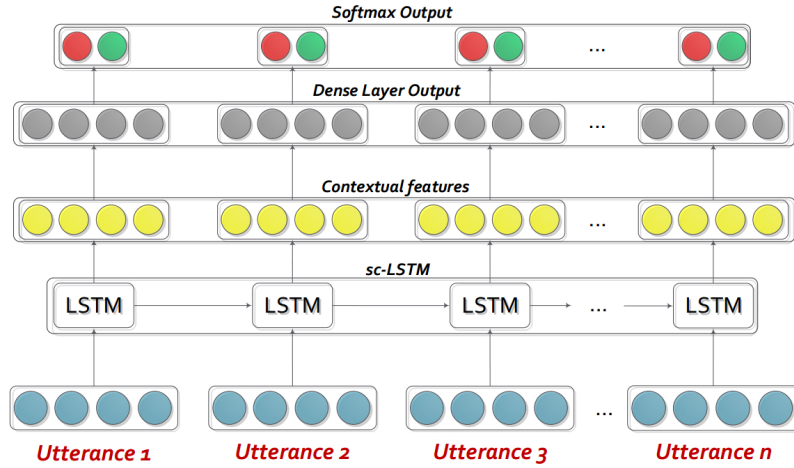 Softmax Output
...
Dense Layer Output
...
Contextual features
...
sc-LSTM
LSTM LSTM LSTM ... LSTM
...
Utterance 1 Utterance 2 Utterance 3 Utterance n